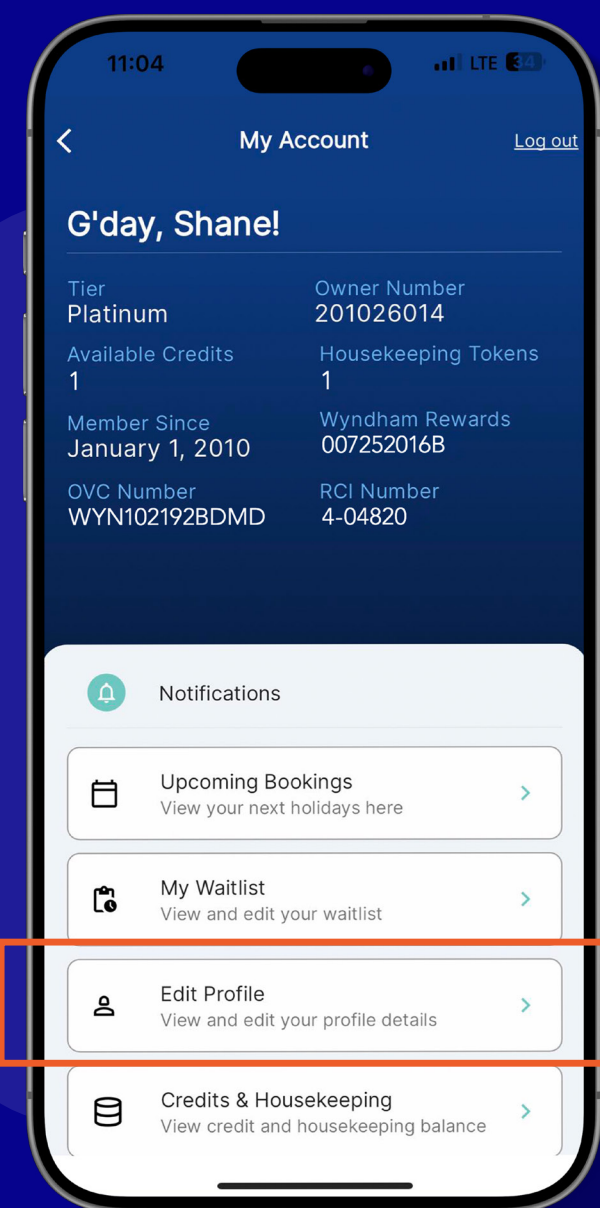 11:04
LTE 34
My Account
Log out
G'day, Shane!
Tier
Platinum
Owner Number
201026014
Available Credits
1
Housekeeping Tokens
1
Member Since
January 1, 2010
Wyndham Rewards
007252016B
OVC Number
WYN102192BDMD
RCI Number
4-04820
Notifications
Upcoming Bookings
View your next holidays here
My Waitlist
View and edit your waitlist
Edit Profile
View and edit your profile details
Credits & Housekeeping
View credit and housekeeping balance